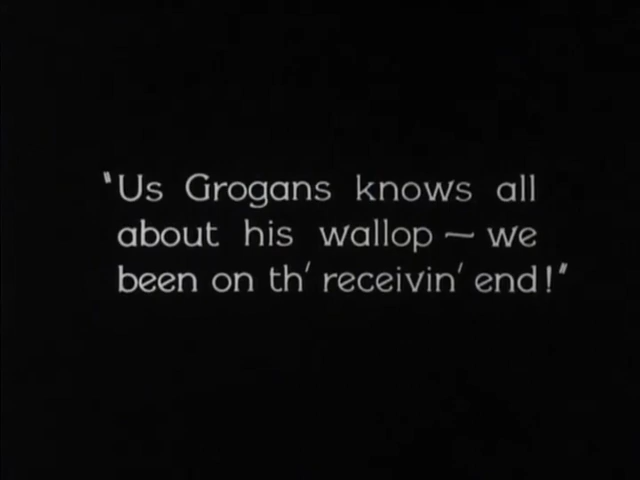 "Us Grogans knows all
about his wallop — we
been on th' receivin' end!"